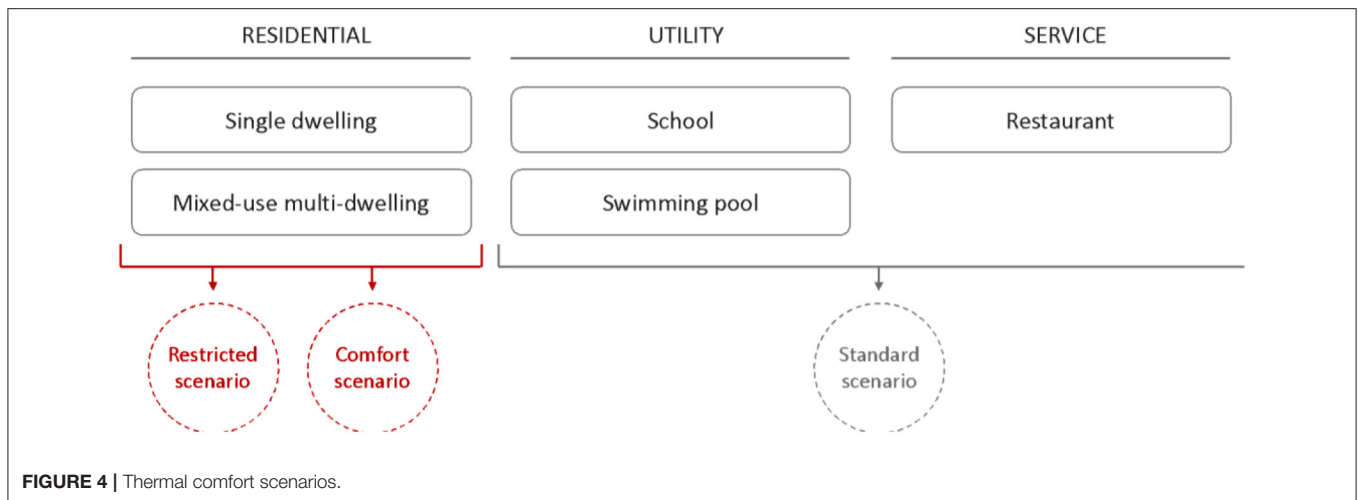 RESIDENTIAL
UTILITY
SERVICE
Single dwelling
School
Restaurant
Mixed-use multi-dwelling
Swimming pool
Restricted
scenario
Comfort
scenario
Standard
scenario
FIGURE 4 | Thermal comfort scenarios.